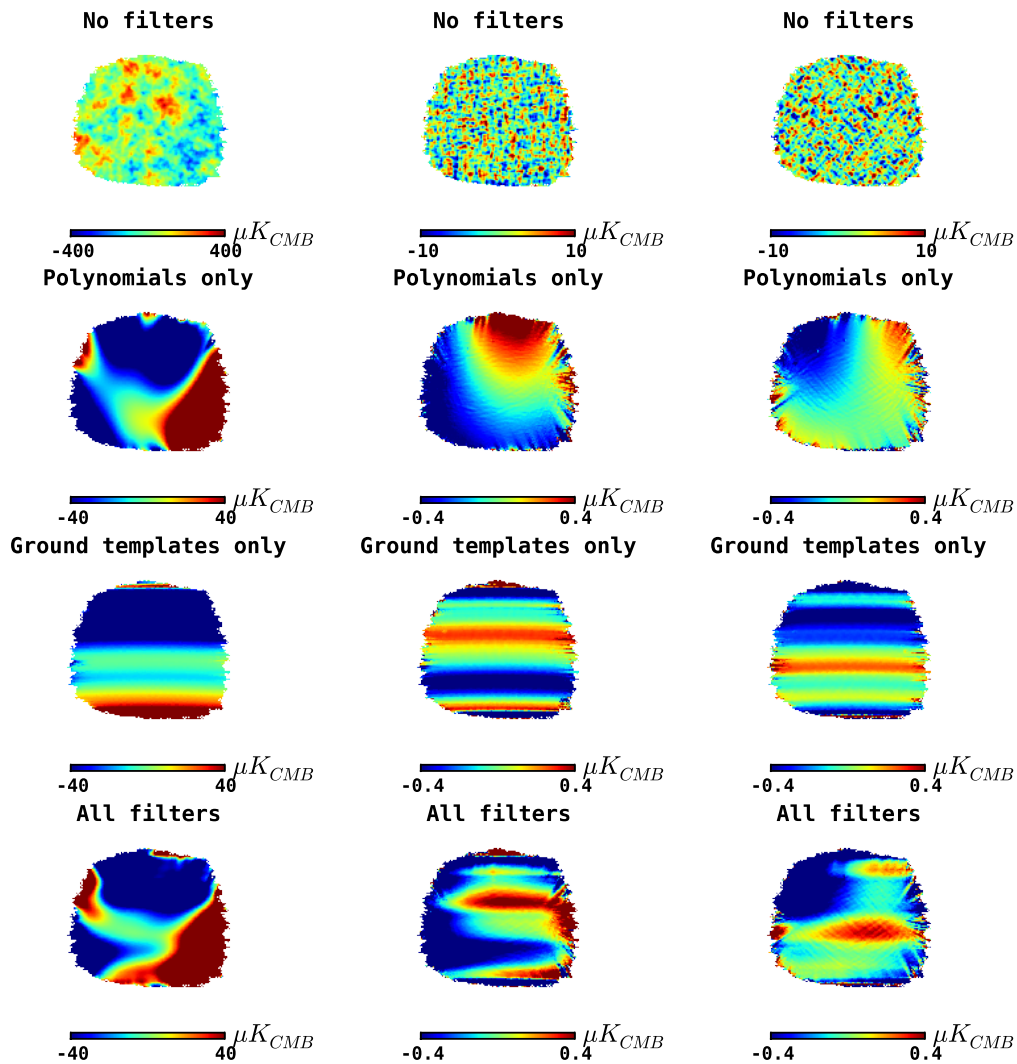 No filters No filters No filters
-400 400 μK_CMB -10 10 μK_CMB -10 10 μK_CMB
Polynomials only Polynomials only Polynomials only
-40 40 μK_CMB -0.4 0.4 μK_CMB -0.4 0.4 μK_CMB
Ground templates only Ground templates only Ground templates only
-40 40 μK_CMB -0.4 0.4 μK_CMB -0.4 0.4 μK_CMB
All filters All filters All filters
-40 40 μK_CMB -0.4 0.4 μK_CMB -0.4 0.4 μK_CMB